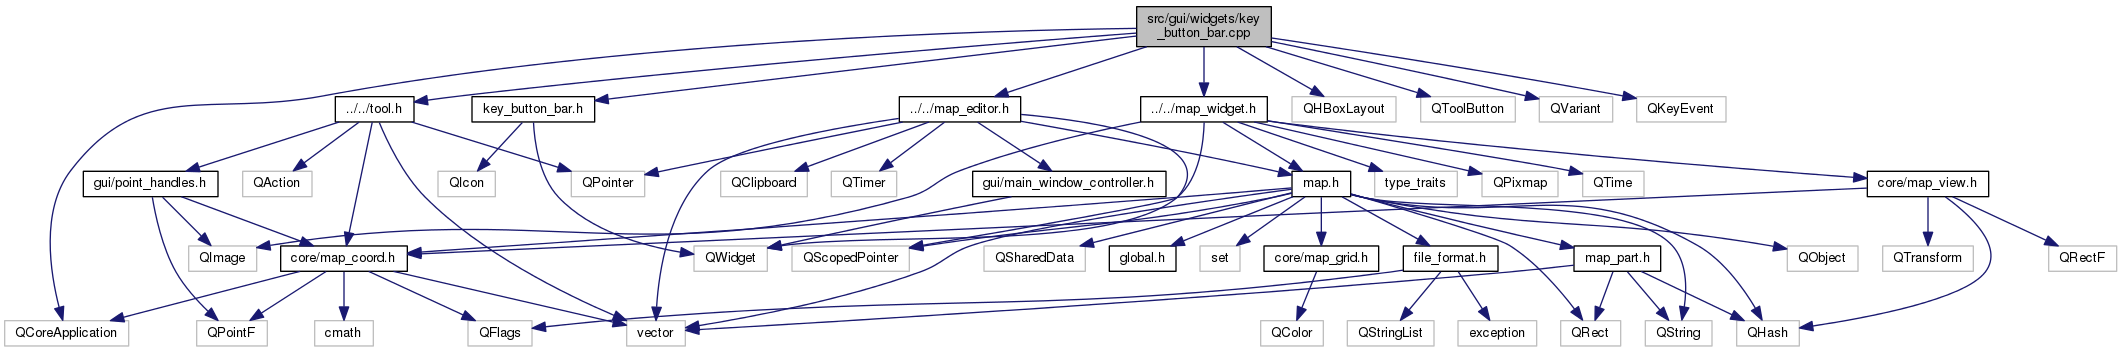 src/gui/widgets/key
_button_bar.cpp
../../tool.h
key_button_bar.h
../../map_editor.h
../../map_widget.h
QHBoxLayout
QToolButton
QVariant
QKeyEvent
gui/point_handles.h
QAction
QIcon
QPointer
QClipboard
QTimer
gui/main_window_controller.h
map.h
type_traits
QPixmap
QTime
core/map_view.h
QImage
core/map_coord.h
QWidget
QScopedPointer
QSharedData
global.h
set
core/map_grid.h
file_format.h
map_part.h
QObject
QTransform
QRectF
QCoreApplication
QPointF
cmath
QFlags
vector
QColor
QStringList
exception
QRect
QString
QHash